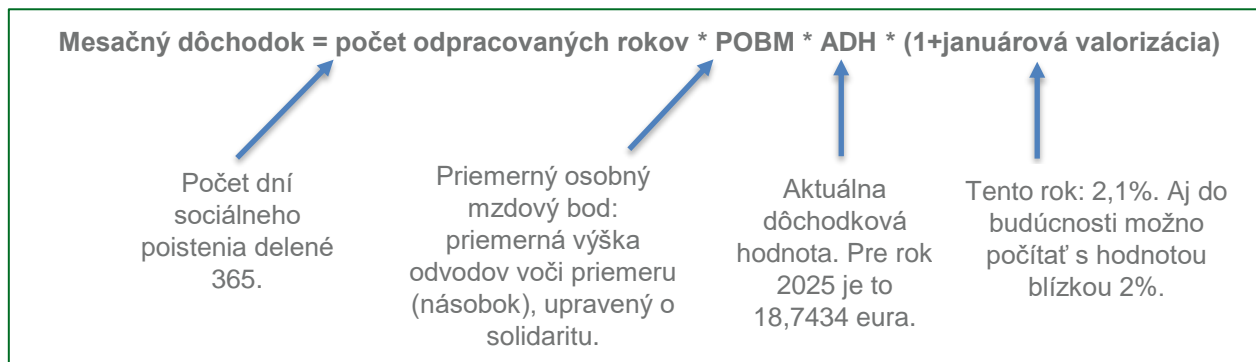 Mesačný dôchodok = počet odpracovaných rokov * POBM * ADH * (1+januárová valorizácia)
Počet dní
sociálneho
poistenia delené
365.
Priemerný osobný
mzdový bod:
priemerná výška
odvodov voči priemeru
(násobok), upravený o
solidaritu.
Aktuálna
dôchodková
hodnota. Pre rok
2025 je to
18,7434 eura.
Tento rok: 2,1%. Aj do
budúcnosti možno
počítať s hodnotou
blízkou 2%.